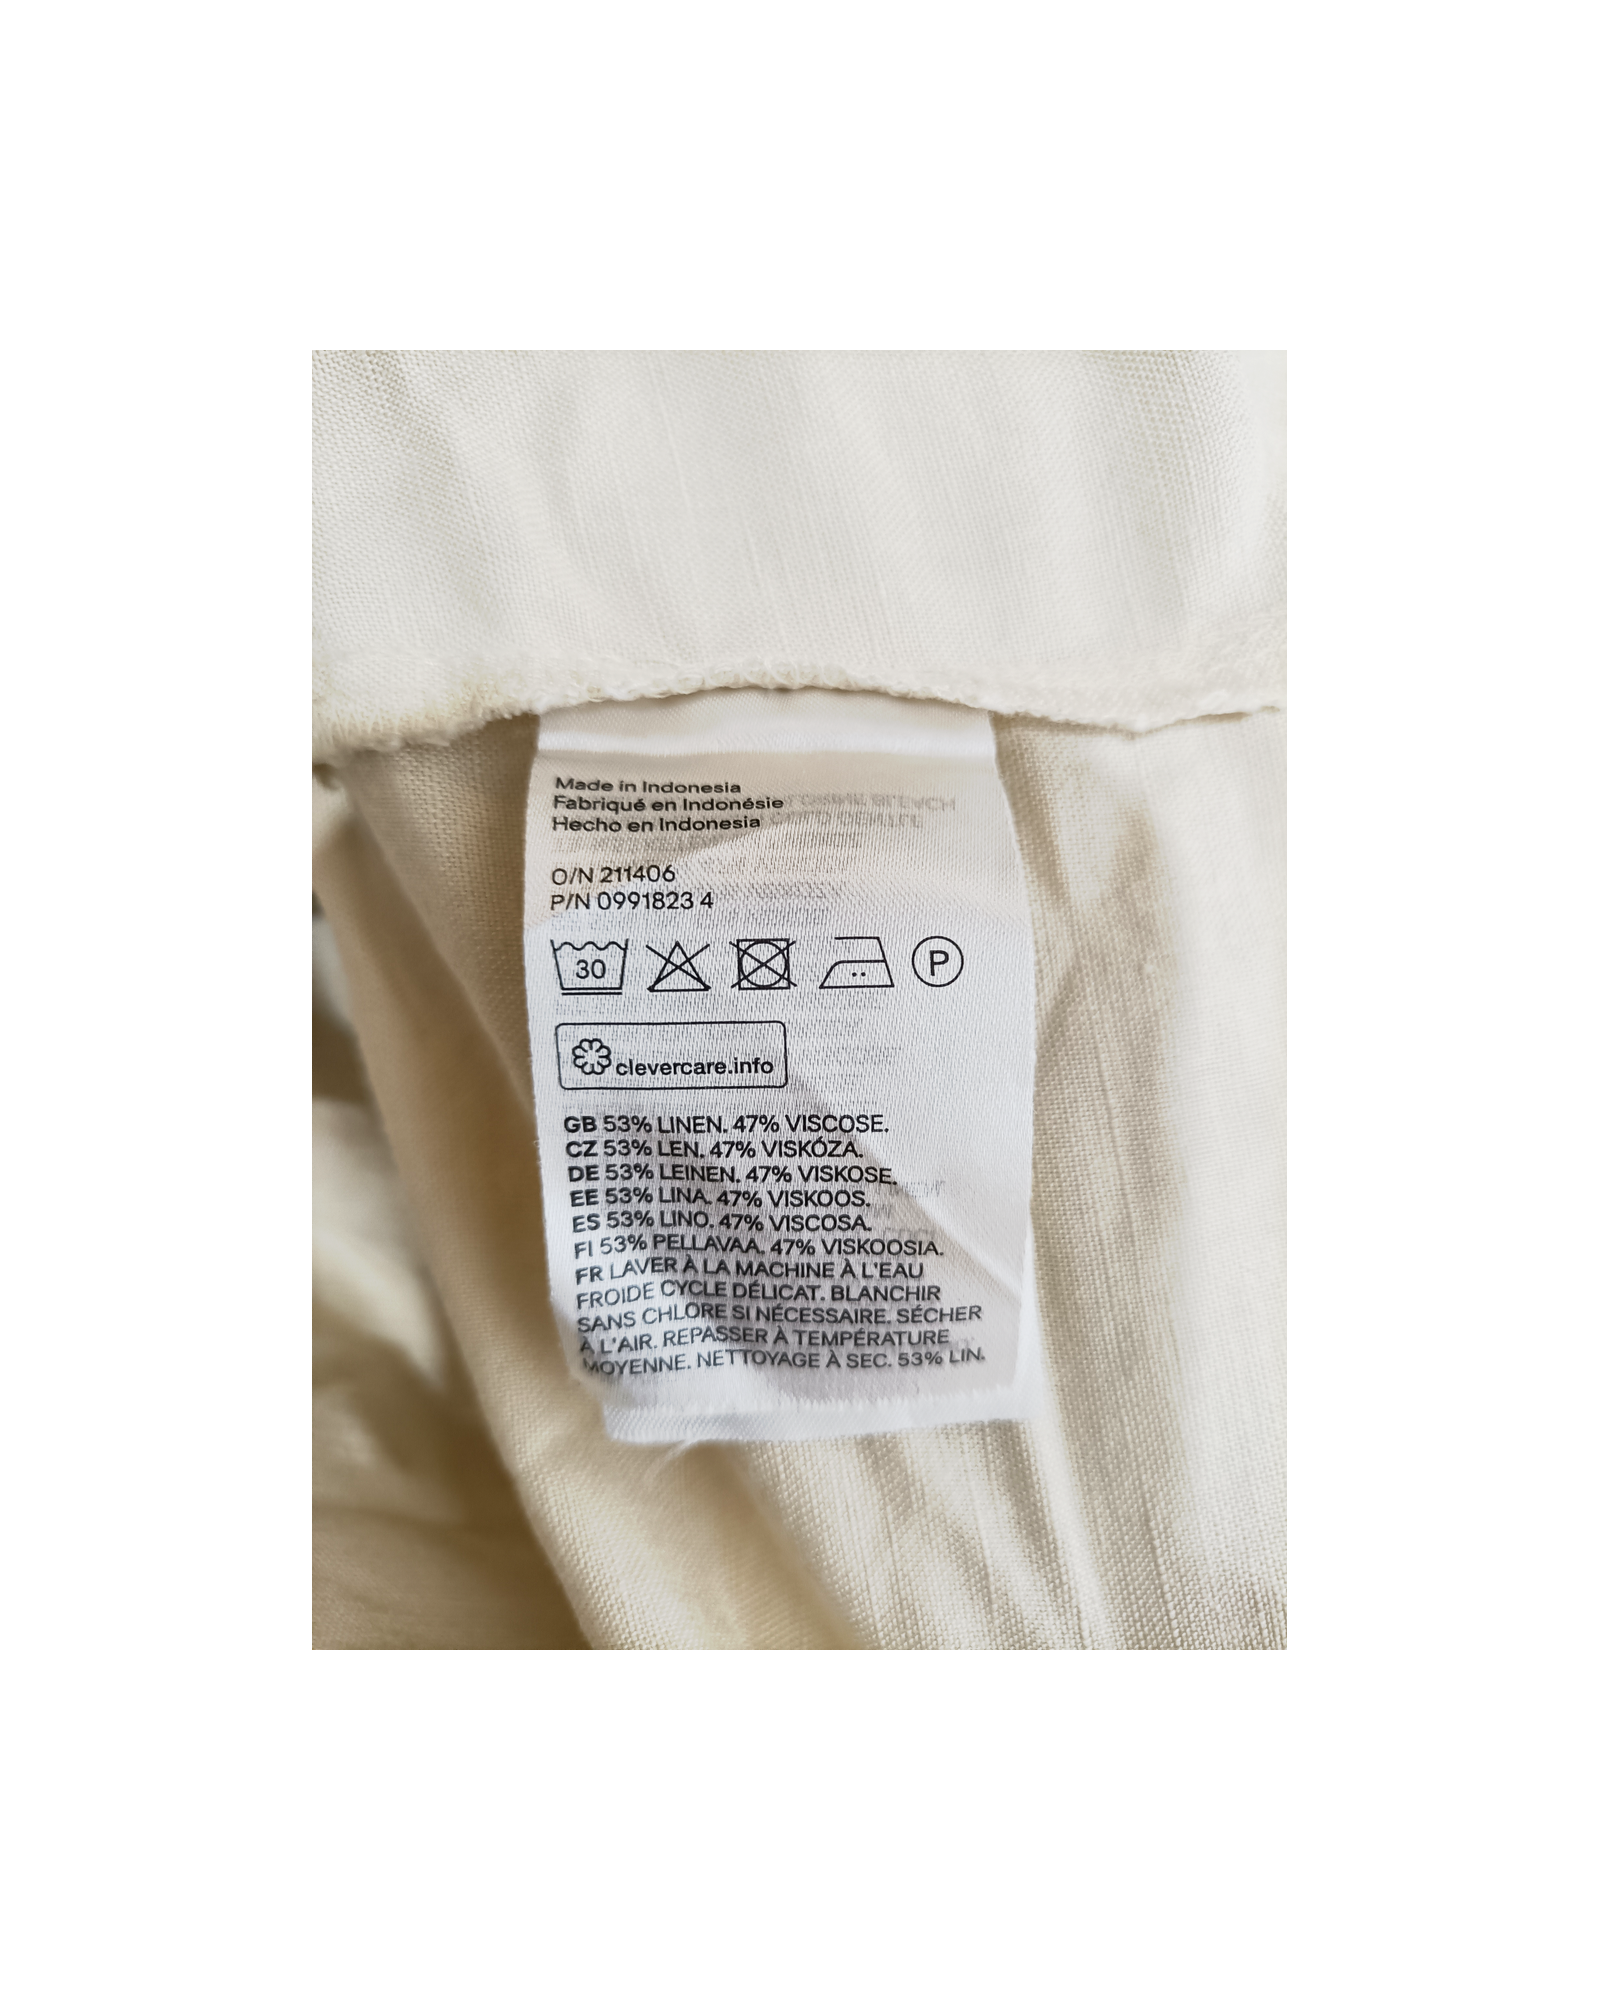 Made in Indonesia
Fabriqué en Indonésie
Hecho en Indonesia
O/N 211406
P/N 0991823 4
30
P
clevercare.info
GB 53% LINEN. 47% VISCOSE.
CZ 53% LEN. 47% VISKÓZA.
DE 53% LEINEN. 47% VISKOSE.
EE 53% LINA. 47% VISKOOS.
ES 53% LINO. 47% VISCOSA.
FI 53% PELLAVAA. 47% VISKOOSIA.
FR LAVER À LA MACHINE À L'EAU
FROIDE CYCLE DÉLICAT. BLANCHIR
SANS CHLORE SI NÉCESSAIRE. SÉCHER
À L'AIR. REPASSER À TEMPÉRATURE
MOYENNE. NETTOYAGE À SEC. 53% LIN.